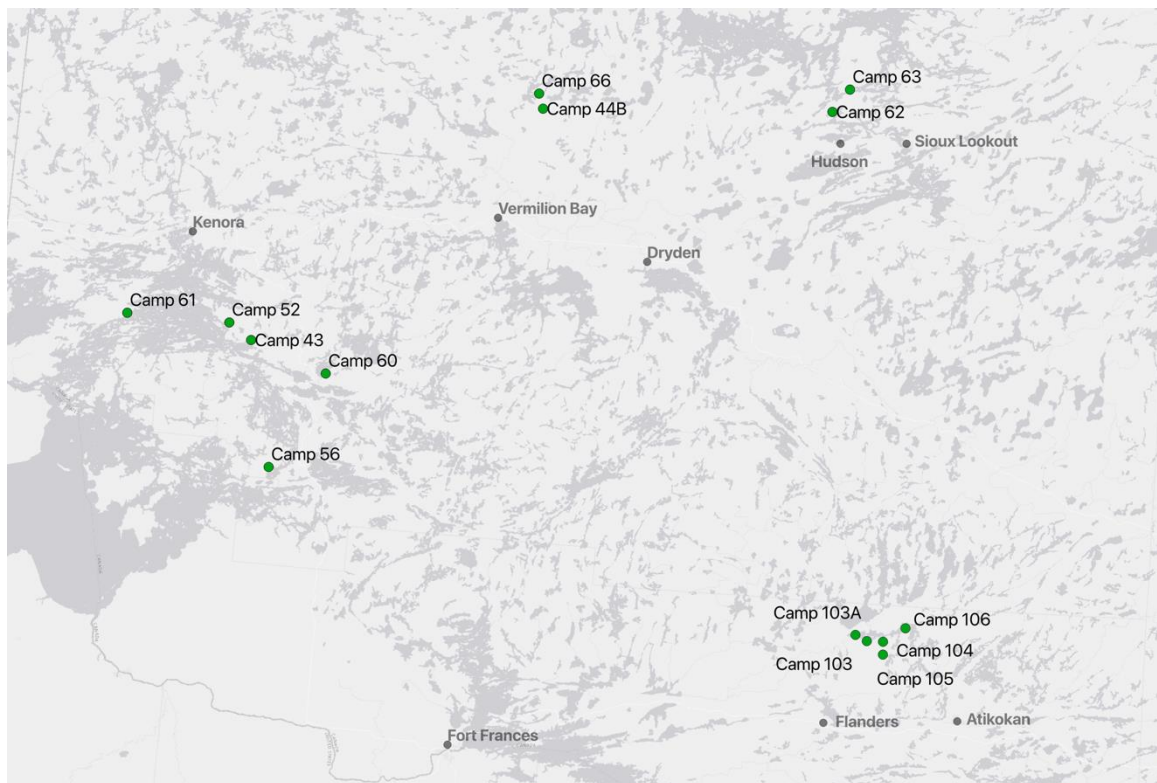 Camp 66
Camp 63
Camp 44B
Camp 62
Sioux Lookout
Hudson
Vermilion Bay
Kenora
Dryden
Camp 61
Camp 52
Camp 43
Camp 60
Camp 56
Camp 103A
Camp 106
Camp 104
Camp 103
Camp 105
Flanders
Atikokan
Fort Frances